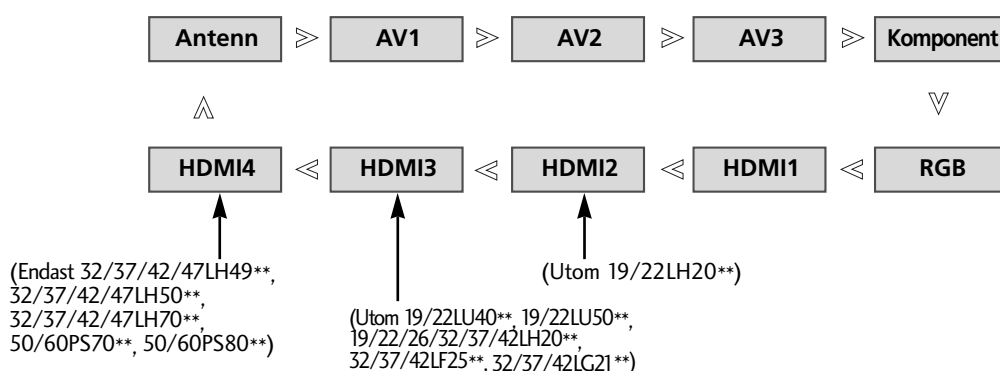 Antenn AV1 AV2 AV3 Komponent
HDMI4 HDMI3 HDMI2 HDMI1 RGB
(Endast 32/37/42/47LH49**,
32/37/42/47LH50**,
32/37/42/47LH70**,
50/60PS70**, 50/60PS80**)
(Utom 19/22LU40**, 19/22LU50**,
19/22/26/32/37/42LH20**,
32/37/42LF25**, 32/37/42LG21**)
(Utom 19/22LH20**)